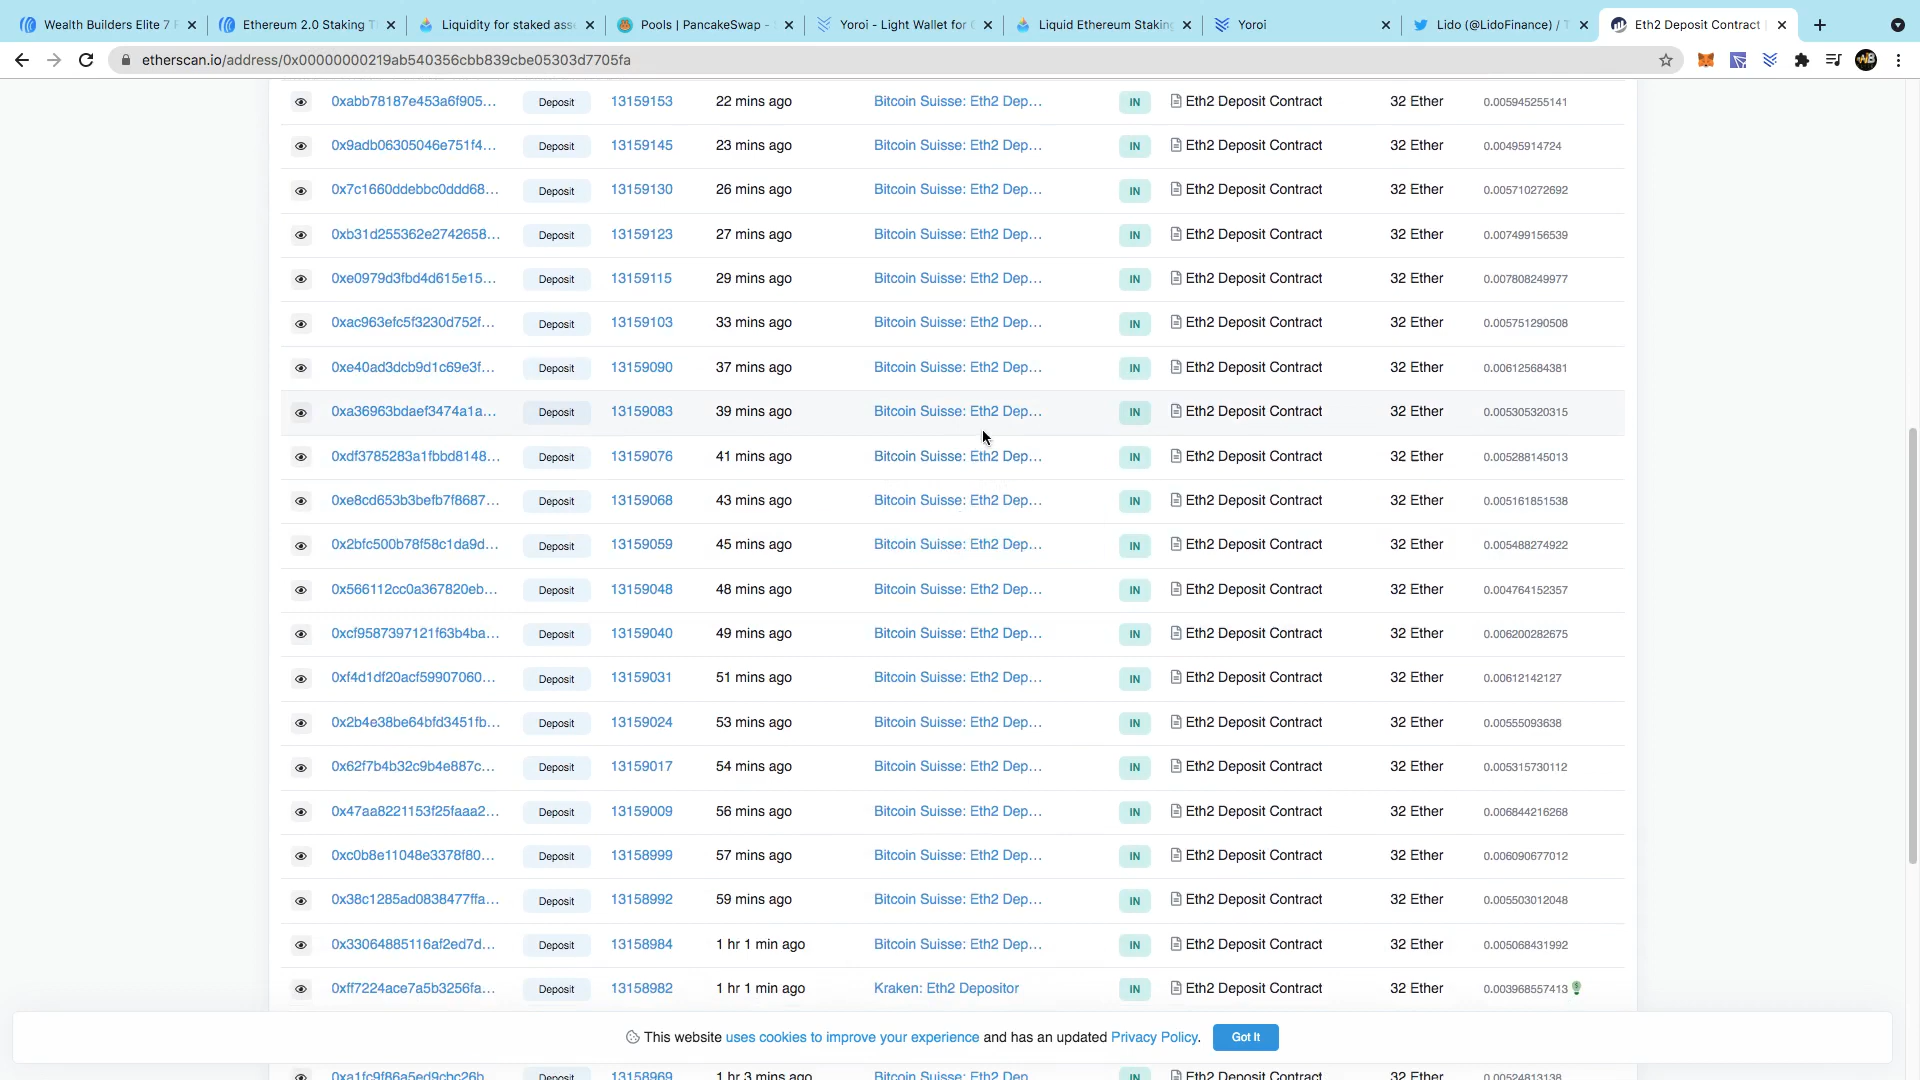 Wealth Builders Elite 7 F
Ethereum 2.0 Staking T
Liquidity for staked ass
Pools | PancakeSwap -
Yoroi - Light Wallet for
Liquid Ethereum Staking
Yoroi
Lido (@LidoFinance) / T
Eth2 Deposit Contract |
etherscan.io/address/0x00000000219ab540356cbb839cbe05303d7705fa
0xabb78187e453a6f905... Deposit 13159153 22 mins ago Bitcoin Suisse: Eth2 Dep... IN Eth2 Deposit Contract 32 Ether 0.005945255141
0x9adb06305046e751f4... Deposit 13159145 23 mins ago Bitcoin Suisse: Eth2 Dep... IN Eth2 Deposit Contract 32 Ether 0.00495914724
0x7c1660ddebbc0ddd68... Deposit 13159130 26 mins ago Bitcoin Suisse: Eth2 Dep... IN Eth2 Deposit Contract 32 Ether 0.005710272692
0xb31d255362e2742658... Deposit 13159123 27 mins ago Bitcoin Suisse: Eth2 Dep... IN Eth2 Deposit Contract 32 Ether 0.007499156539
0xe0979d3fbd4d615e15... Deposit 13159115 29 mins ago Bitcoin Suisse: Eth2 Dep... IN Eth2 Deposit Contract 32 Ether 0.007808249977
0xac963efc5f3230d752f... Deposit 13159103 33 mins ago Bitcoin Suisse: Eth2 Dep... IN Eth2 Deposit Contract 32 Ether 0.005751290508
0xe40ad3dcb9d1c69e3f... Deposit 13159090 37 mins ago Bitcoin Suisse: Eth2 Dep... IN Eth2 Deposit Contract 32 Ether 0.006125684381
0xa36963bdaef3474a1a... Deposit 13159083 39 mins ago Bitcoin Suisse: Eth2 Dep... IN Eth2 Deposit Contract 32 Ether 0.005305320315
0xdf3785283a1fbbd8148... Deposit 13159076 41 mins ago Bitcoin Suisse: Eth2 Dep... IN Eth2 Deposit Contract 32 Ether 0.005288145013
0xe8cd653b3befb7f8687... Deposit 13159068 43 mins ago Bitcoin Suisse: Eth2 Dep... IN Eth2 Deposit Contract 32 Ether 0.005161851538
0x2bfc500b78f58c1da9d... Deposit 13159059 45 mins ago Bitcoin Suisse: Eth2 Dep... IN Eth2 Deposit Contract 32 Ether 0.005488274922
0x566112cc0a367820eb... Deposit 13159048 48 mins ago Bitcoin Suisse: Eth2 Dep... IN Eth2 Deposit Contract 32 Ether 0.004764152357
0xcf9587397121f63b4ba... Deposit 13159040 49 mins ago Bitcoin Suisse: Eth2 Dep... IN Eth2 Deposit Contract 32 Ether 0.006200282675
0xf4d1df20acf59907060... Deposit 13159031 51 mins ago Bitcoin Suisse: Eth2 Dep... IN Eth2 Deposit Contract 32 Ether 0.00612142127
0x2b4e38be64bfd3451fb... Deposit 13159024 53 mins ago Bitcoin Suisse: Eth2 Dep... IN Eth2 Deposit Contract 32 Ether 0.00555093638
0x62f7b4b32c9b4e887c... Deposit 13159017 54 mins ago Bitcoin Suisse: Eth2 Dep... IN Eth2 Deposit Contract 32 Ether 0.005315730112
0x47aa8221153f25faaa2... Deposit 13159009 56 mins ago Bitcoin Suisse: Eth2 Dep... IN Eth2 Deposit Contract 32 Ether 0.006844216268
0xc0b8e11048e3378f80... Deposit 13158999 57 mins ago Bitcoin Suisse: Eth2 Dep... IN Eth2 Deposit Contract 32 Ether 0.006090677012
0x38c1285ad0838477ffa... Deposit 13158992 59 mins ago Bitcoin Suisse: Eth2 Dep... IN Eth2 Deposit Contract 32 Ether 0.005503012048
0x33064885116af2ed7d... Deposit 13158984 1 hr 1 min ago Bitcoin Suisse: Eth2 Dep... IN Eth2 Deposit Contract 32 Ether 0.005068431992
0xff7224ace7a5b3256fa... Deposit 13158982 1 hr 1 min ago Kraken: Eth2 Depositor IN Eth2 Deposit Contract 32 Ether 0.003968557413
This website uses cookies to improve your experience and has an updated Privacy Policy. Got It
0xa1fc9f86a5ed9cbc26b Deposit 13158969 1 hr 3 mins ago Bitcoin Suisse: Eth2 Dep IN Eth2 Deposit Contract 32 Ether 0.00524813138